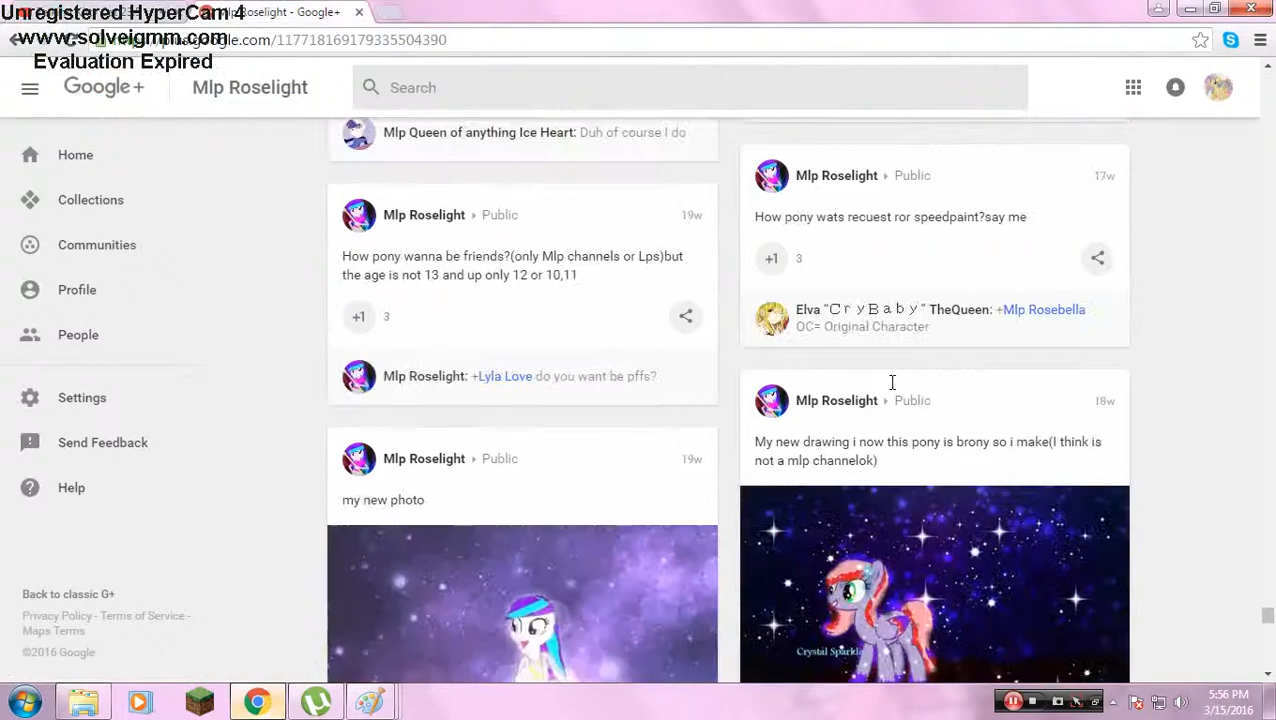 Unregistered HyperCam 4
www.solveigmm.com
Evaluation Expired
Mlp Roselight - Google+
plus.google.com/117718169179335504390
Google+
Mlp Roselight
Search
Home
Collections
Communities
Profile
People
Settings
Send Feedback
Help
Back to classic G+
Privacy Policy - Terms of Service -
Maps Terms
©2016 Google
Mlp Queen of anything Ice Heart: Duh of course I do
Mlp Roselight Public 19w
How pony wanna be friends?(only Mlp channels or Lps)but
the age is not 13 and up only 12 or 10,11
+1 3
Mlp Roselight: +Lyla Love do you want be pffs?
Mlp Roselight Public 19w
my new photo
Mlp Roselight Public 17w
How pony wats recuest ror speedpaint?say me
+1 3
Elva "CryBaby" TheQueen: +Mlp Rosebella
OC= Original Character
Mlp Roselight Public 18w
My new drawing i now this pony is brony so i make(I think is
not a mlp channelok)
Crystal Sparkle
5:56 PM
3/15/2016